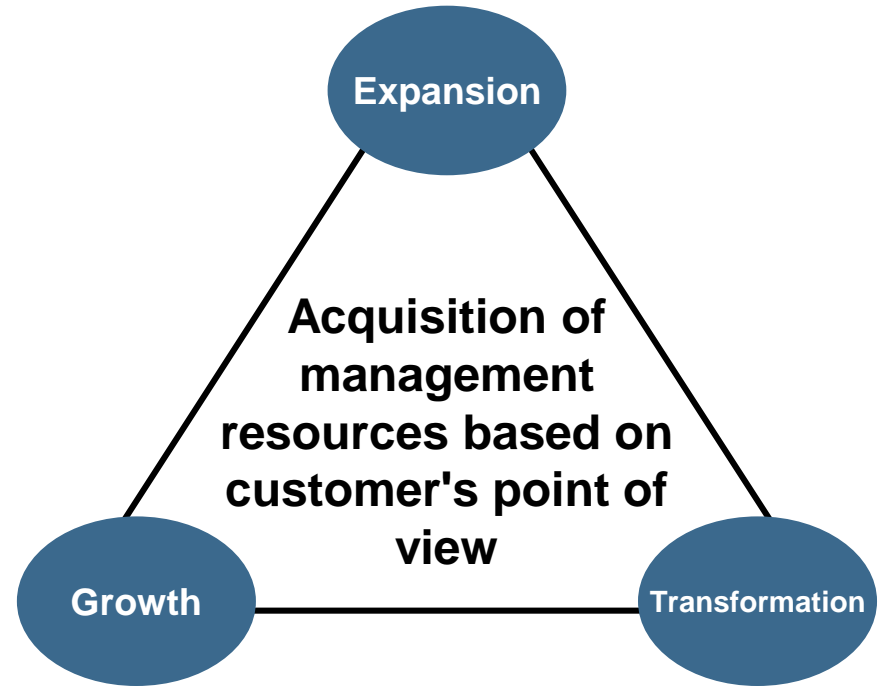 Expansion
Acquisition of
management
resources based on
customer's point of
view
Growth
Transformation